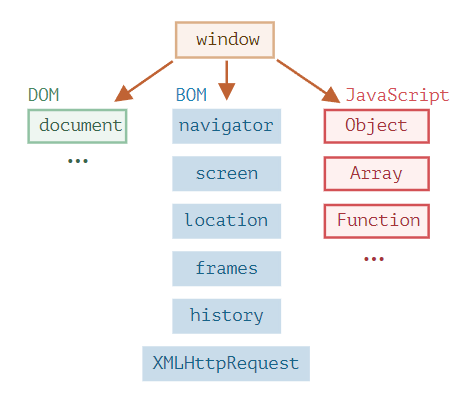 window
DOM
BOM
JavaScript
document
navigator
Object
...
screen
Array
location
Function
...
frames
history
XMLHttpRequest